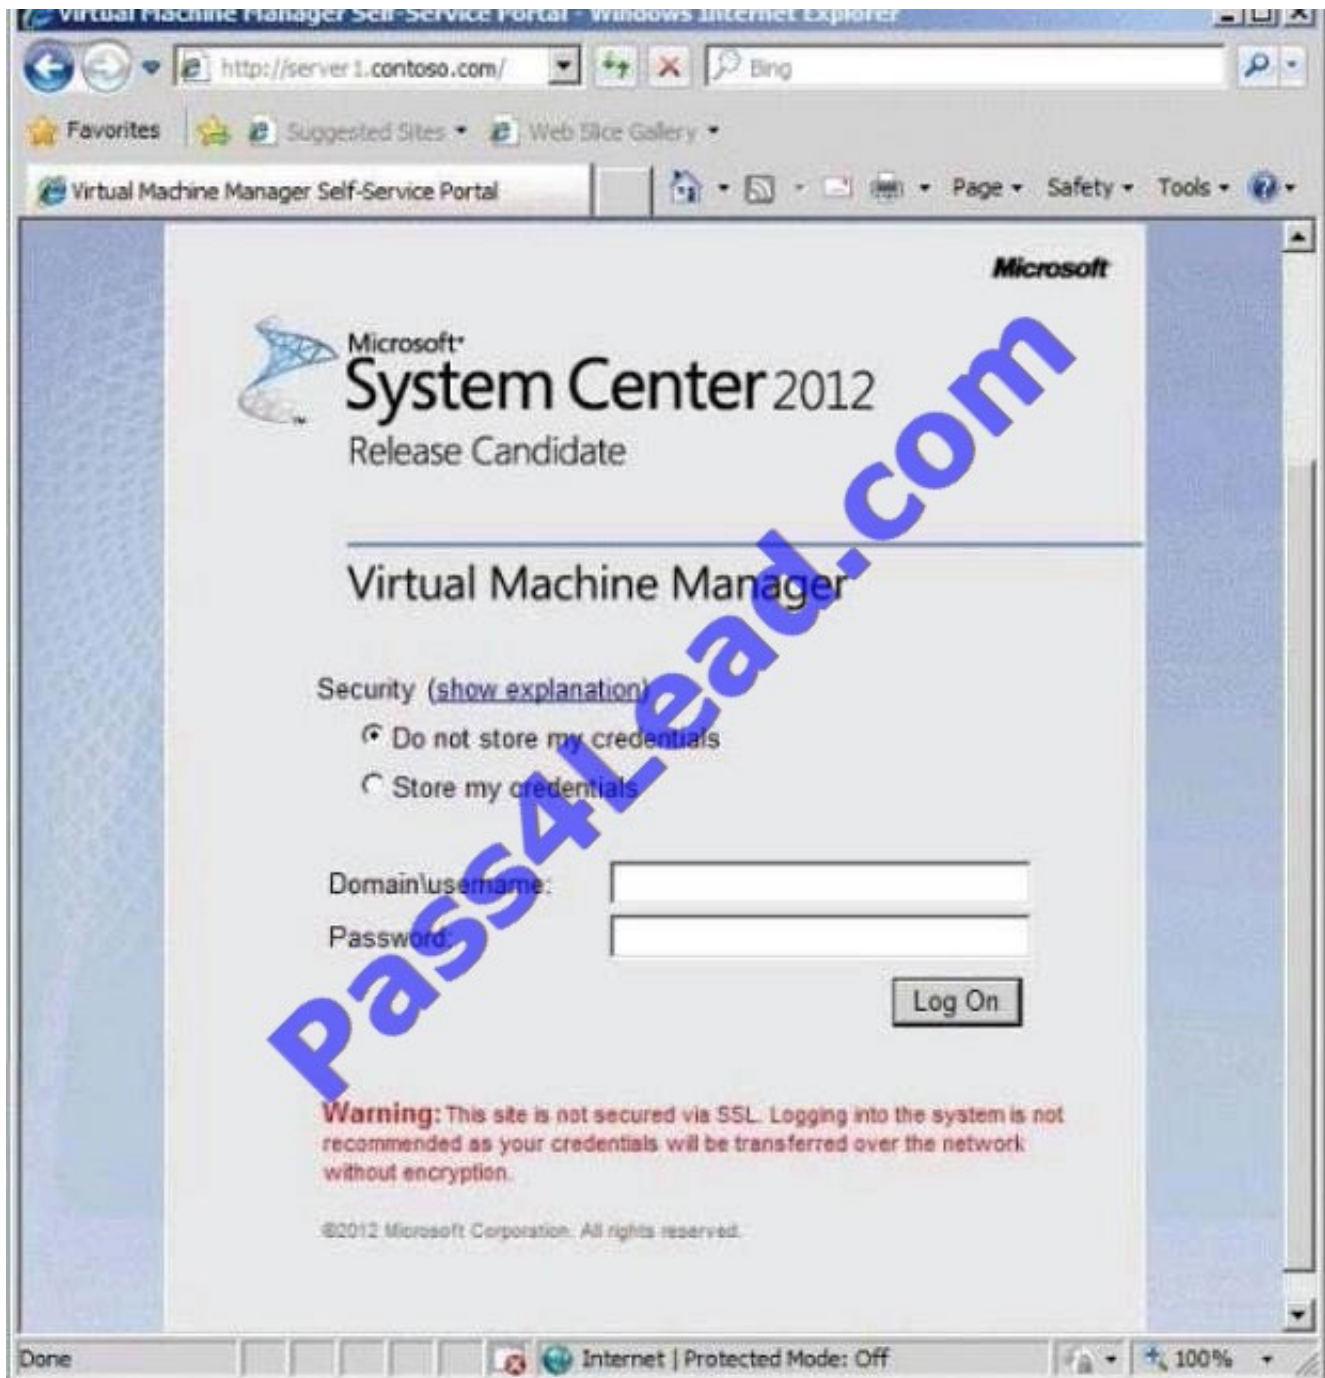 Virtual Machine Manager Self-Service Portal - Windows Internet Explorer
http://server1.contoso.com/
Bing
Favorites Suggested Sites Web Slice Gallery
Virtual Machine Manager Self-Service Portal Page Safety Tools
Microsoft
Microsoft
System Center 2012
Release Candidate
Virtual Machine Manager
Security (show explanation)
Do not store my credentials
Store my credentials
Domain\username:
Password:
Log On
Warning: This site is not secured via SSL. Logging into the system is not
recommended as your credentials will be transferred over the network
without encryption.
©2012 Microsoft Corporation. All rights reserved.
Done Internet | Protected Mode: Off 100%
Pass4Lead.com